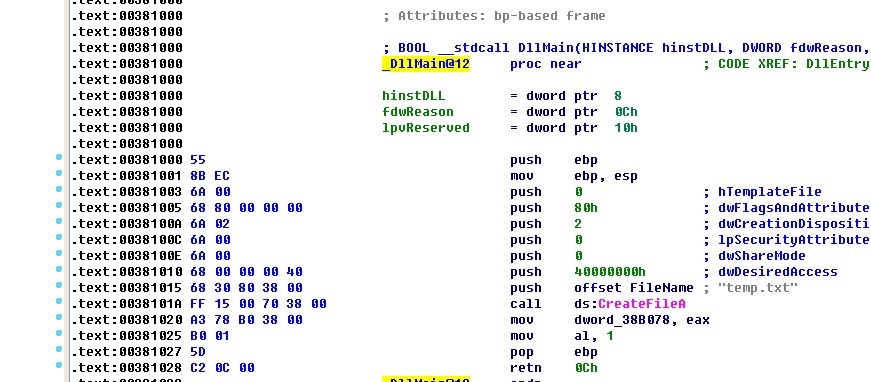 .text:00381000 ; Attributes: bp-based frame
.text:00381000
.text:00381000 ; BOOL __stdcall DllMain(HINSTANCE hinstDLL, DWORD fdwReason,
.text:00381000 _DllMain@12 proc near ; CODE XREF: DllEntry
.text:00381000
.text:00381000 hinstDLL = dword ptr 8
.text:00381000 fdwReason = dword ptr 0Ch
.text:00381000 lpvReserved = dword ptr 10h
.text:00381000
.text:00381000 55 push ebp
.text:00381001 8B EC mov ebp, esp
.text:00381003 6A 00 push 0 ; hTemplateFile
.text:00381005 68 80 00 00 00 push 80h ; dwFlagsAndAttribute
.text:0038100A 6A 02 push 2 ; dwCreationDispositi
.text:0038100C 6A 00 push 0 ; lpSecurityAttribute
.text:0038100E 6A 00 push 0 ; dwShareMode
.text:00381010 68 00 00 00 40 push 40000000h ; dwDesiredAccess
.text:00381015 68 30 80 38 00 push offset FileName ; "temp.txt"
.text:0038101A FF 15 00 70 38 00 call ds:CreateFileA
.text:00381020 A3 78 B0 38 00 mov dword_38B078, eax
.text:00381025 B0 01 mov al, 1
.text:00381027 5D pop ebp
.text:00381028 C2 0C 00 retn 0Ch